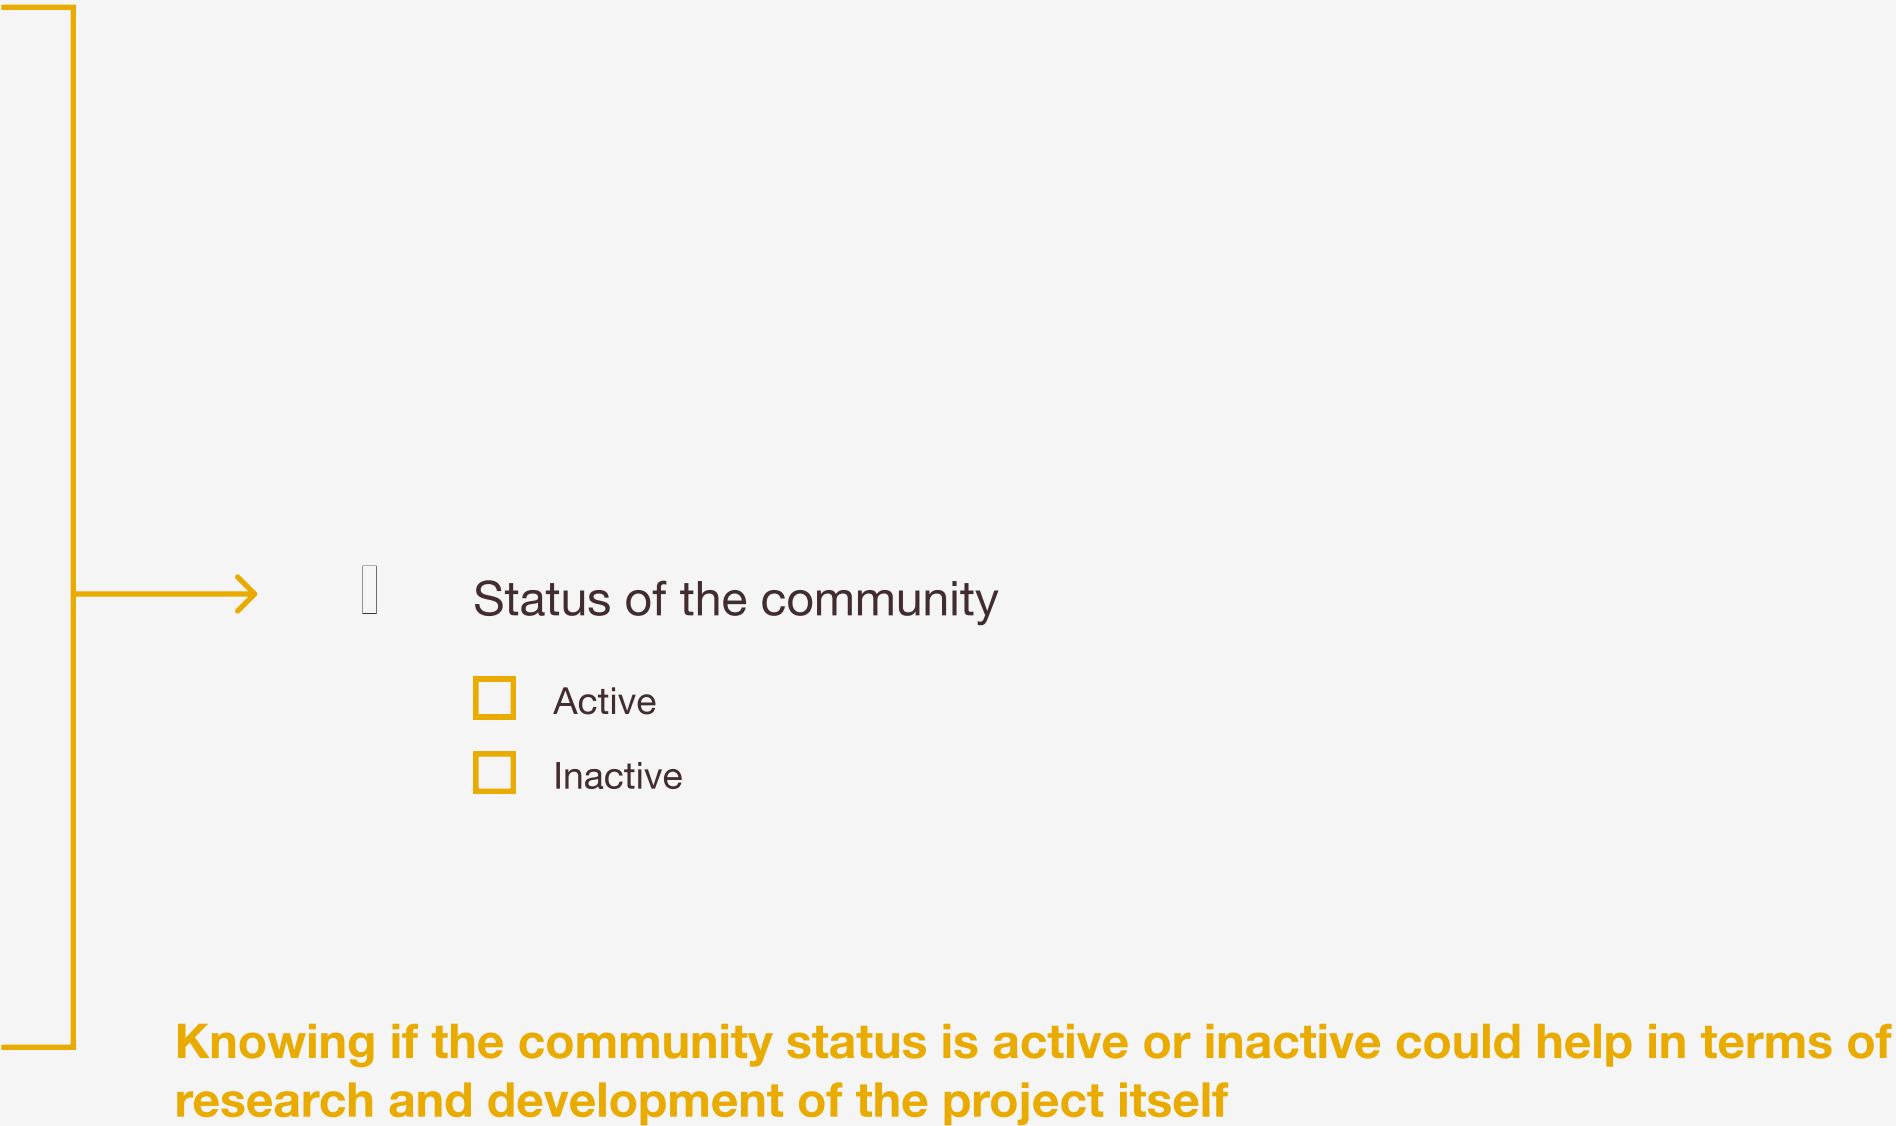 Status of the community
Active
Inactive
Knowing if the community status is active or inactive could help in terms of
research and development of the project itself